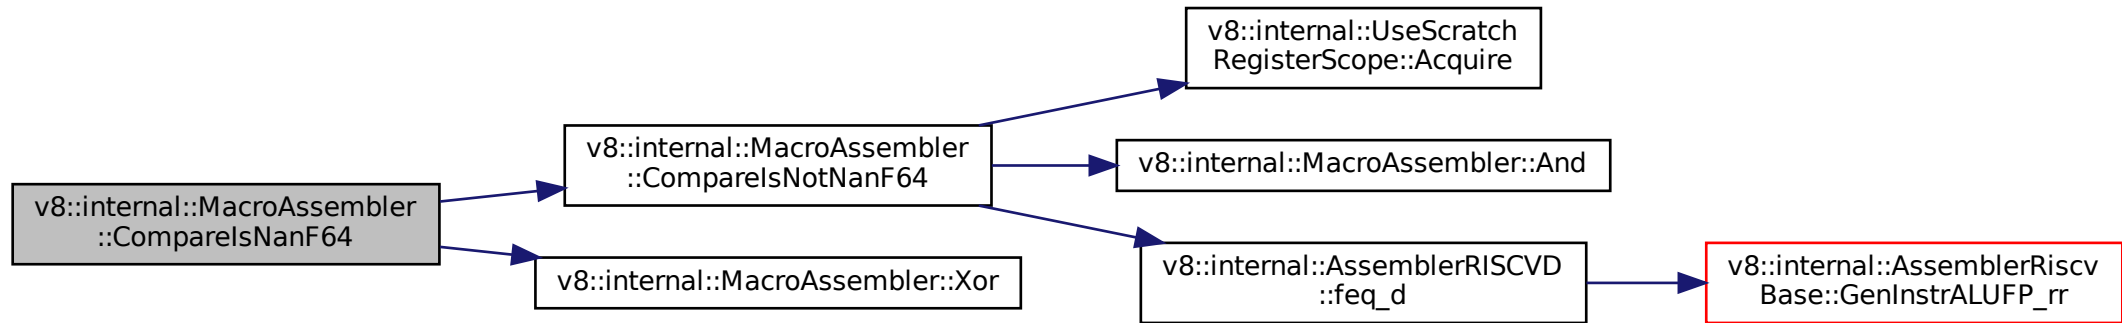 v8::internal::MacroAssembler
::CompareIsNanF64
v8::internal::MacroAssembler
::CompareIsNotNanF64
v8::internal::UseScratch
RegisterScope::Acquire
v8::internal::MacroAssembler::And
v8::internal::AssemblerRISCVD
::feq_d
v8::internal::AssemblerRiscv
Base::GenInstrALUFP_rr
v8::internal::MacroAssembler::Xor